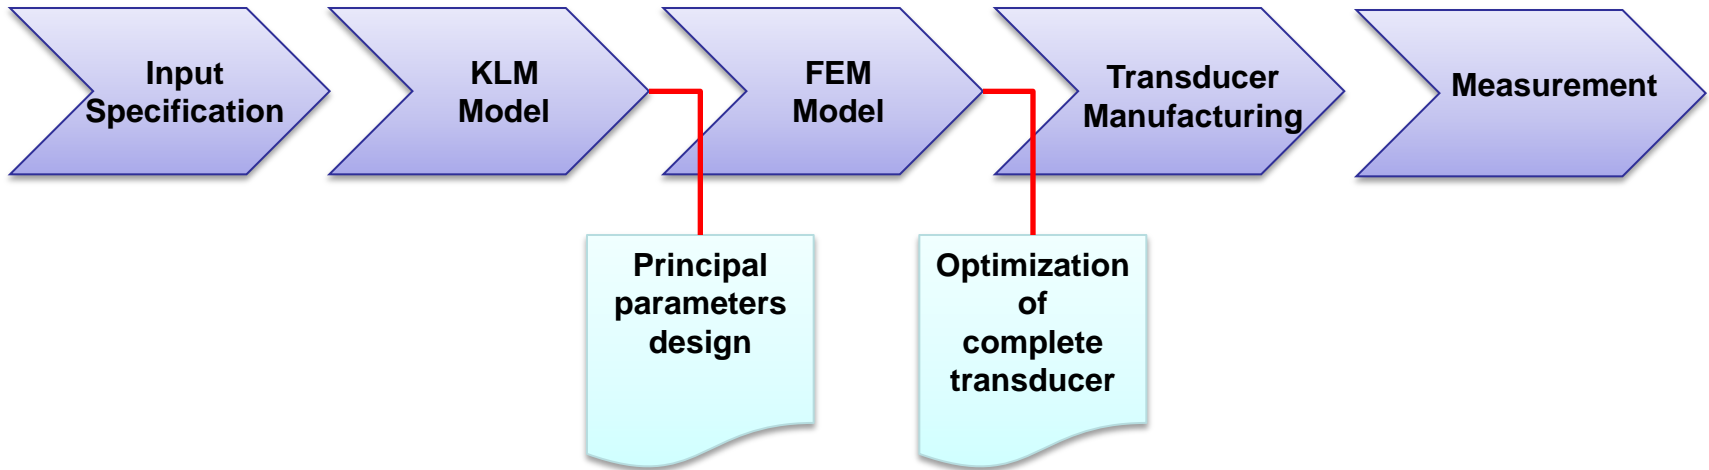 Input
Specification
KLM
Model
FEM
Model
Transducer
Manufacturing
Measurement
Principal
parameters
design
Optimization
of
complete
transducer